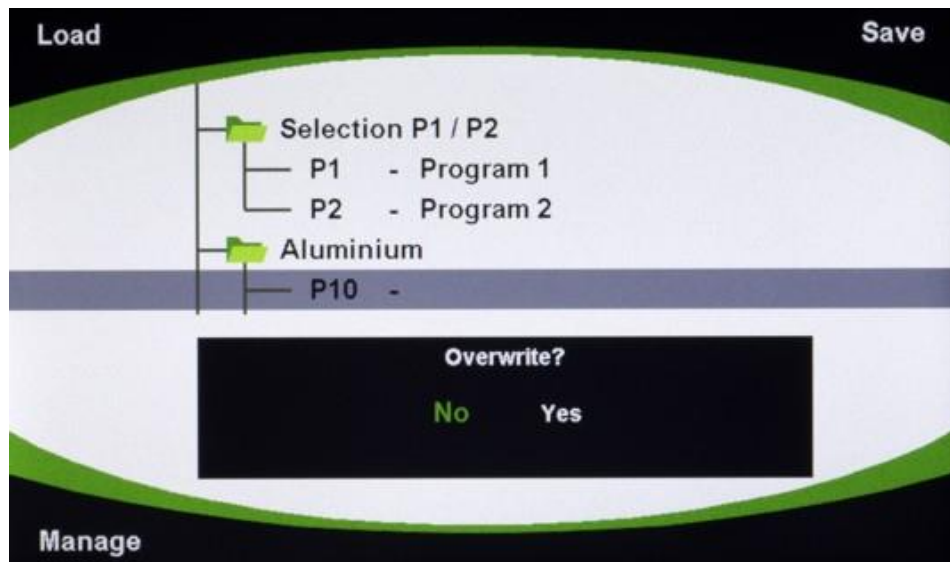 Load
Save
Selection P1 / P2
P1 - Program 1
P2 - Program 2
Aluminium
P10 -
Overwrite?
No Yes
Manage